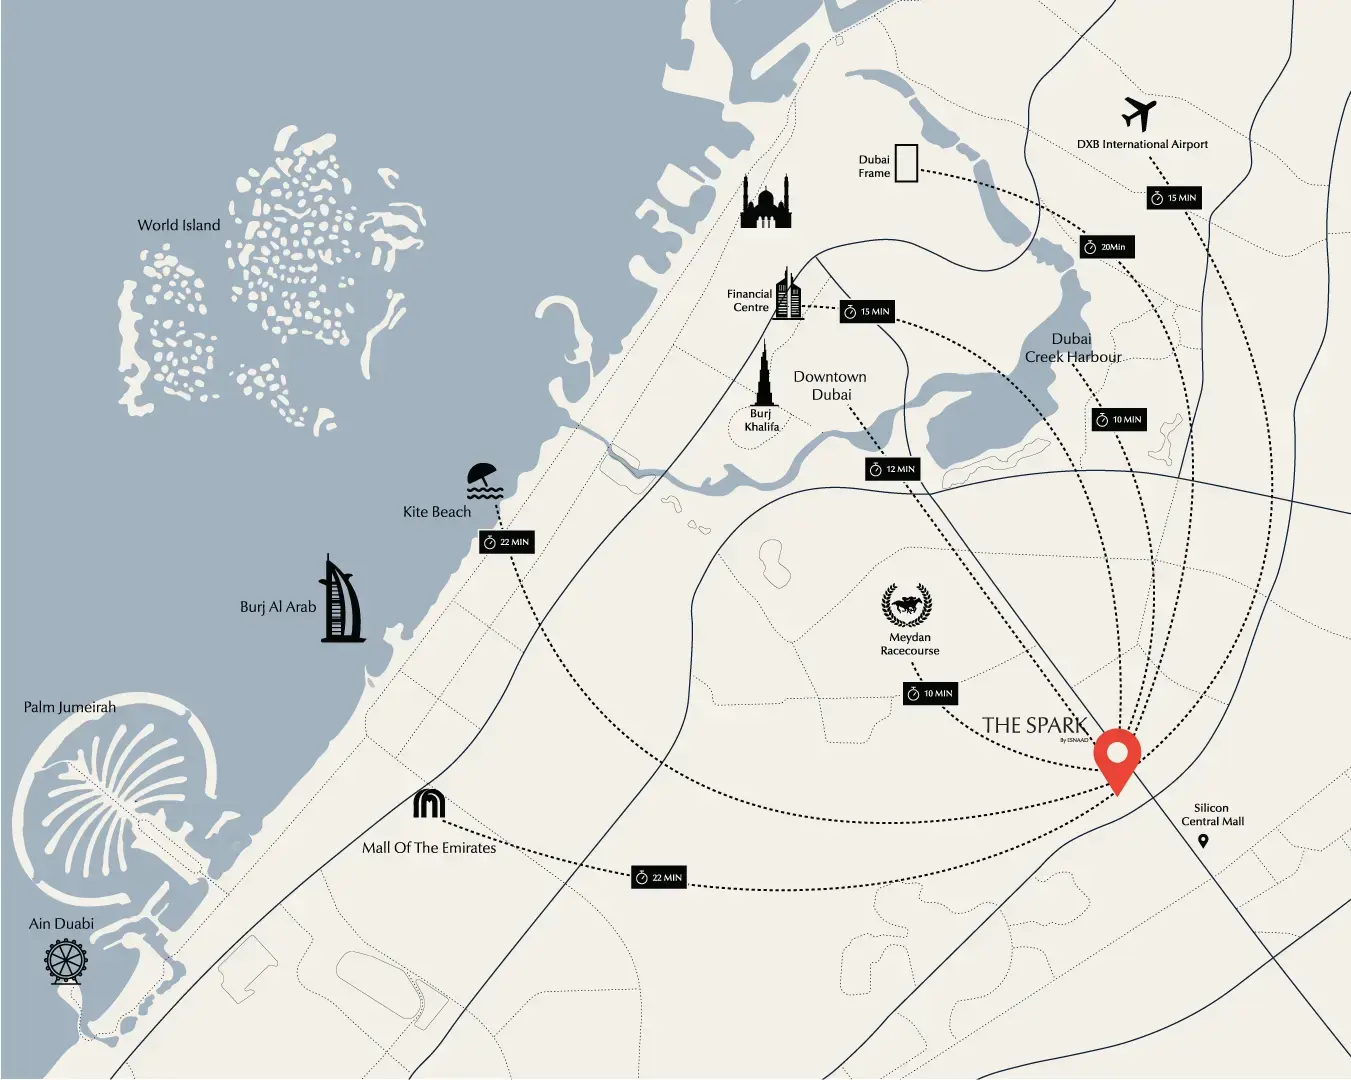 DXB International Airport
Dubai
Frame
15 MIN
World Island
20Min
Financial
Centre
15 MIN
Dubai
Creek Harbour
Downtown
Dubai
Burj
Khalifa
10 MIN
12 MIN
Kite Beach
22 MIN
Burj Al Arab
Meydan
Racecourse
10 MIN
Palm Jumeirah
THE SPARK
By ESNAAD
Silicon
Central Mall
Mall Of The Emirates
22 MIN
Ain Duabi